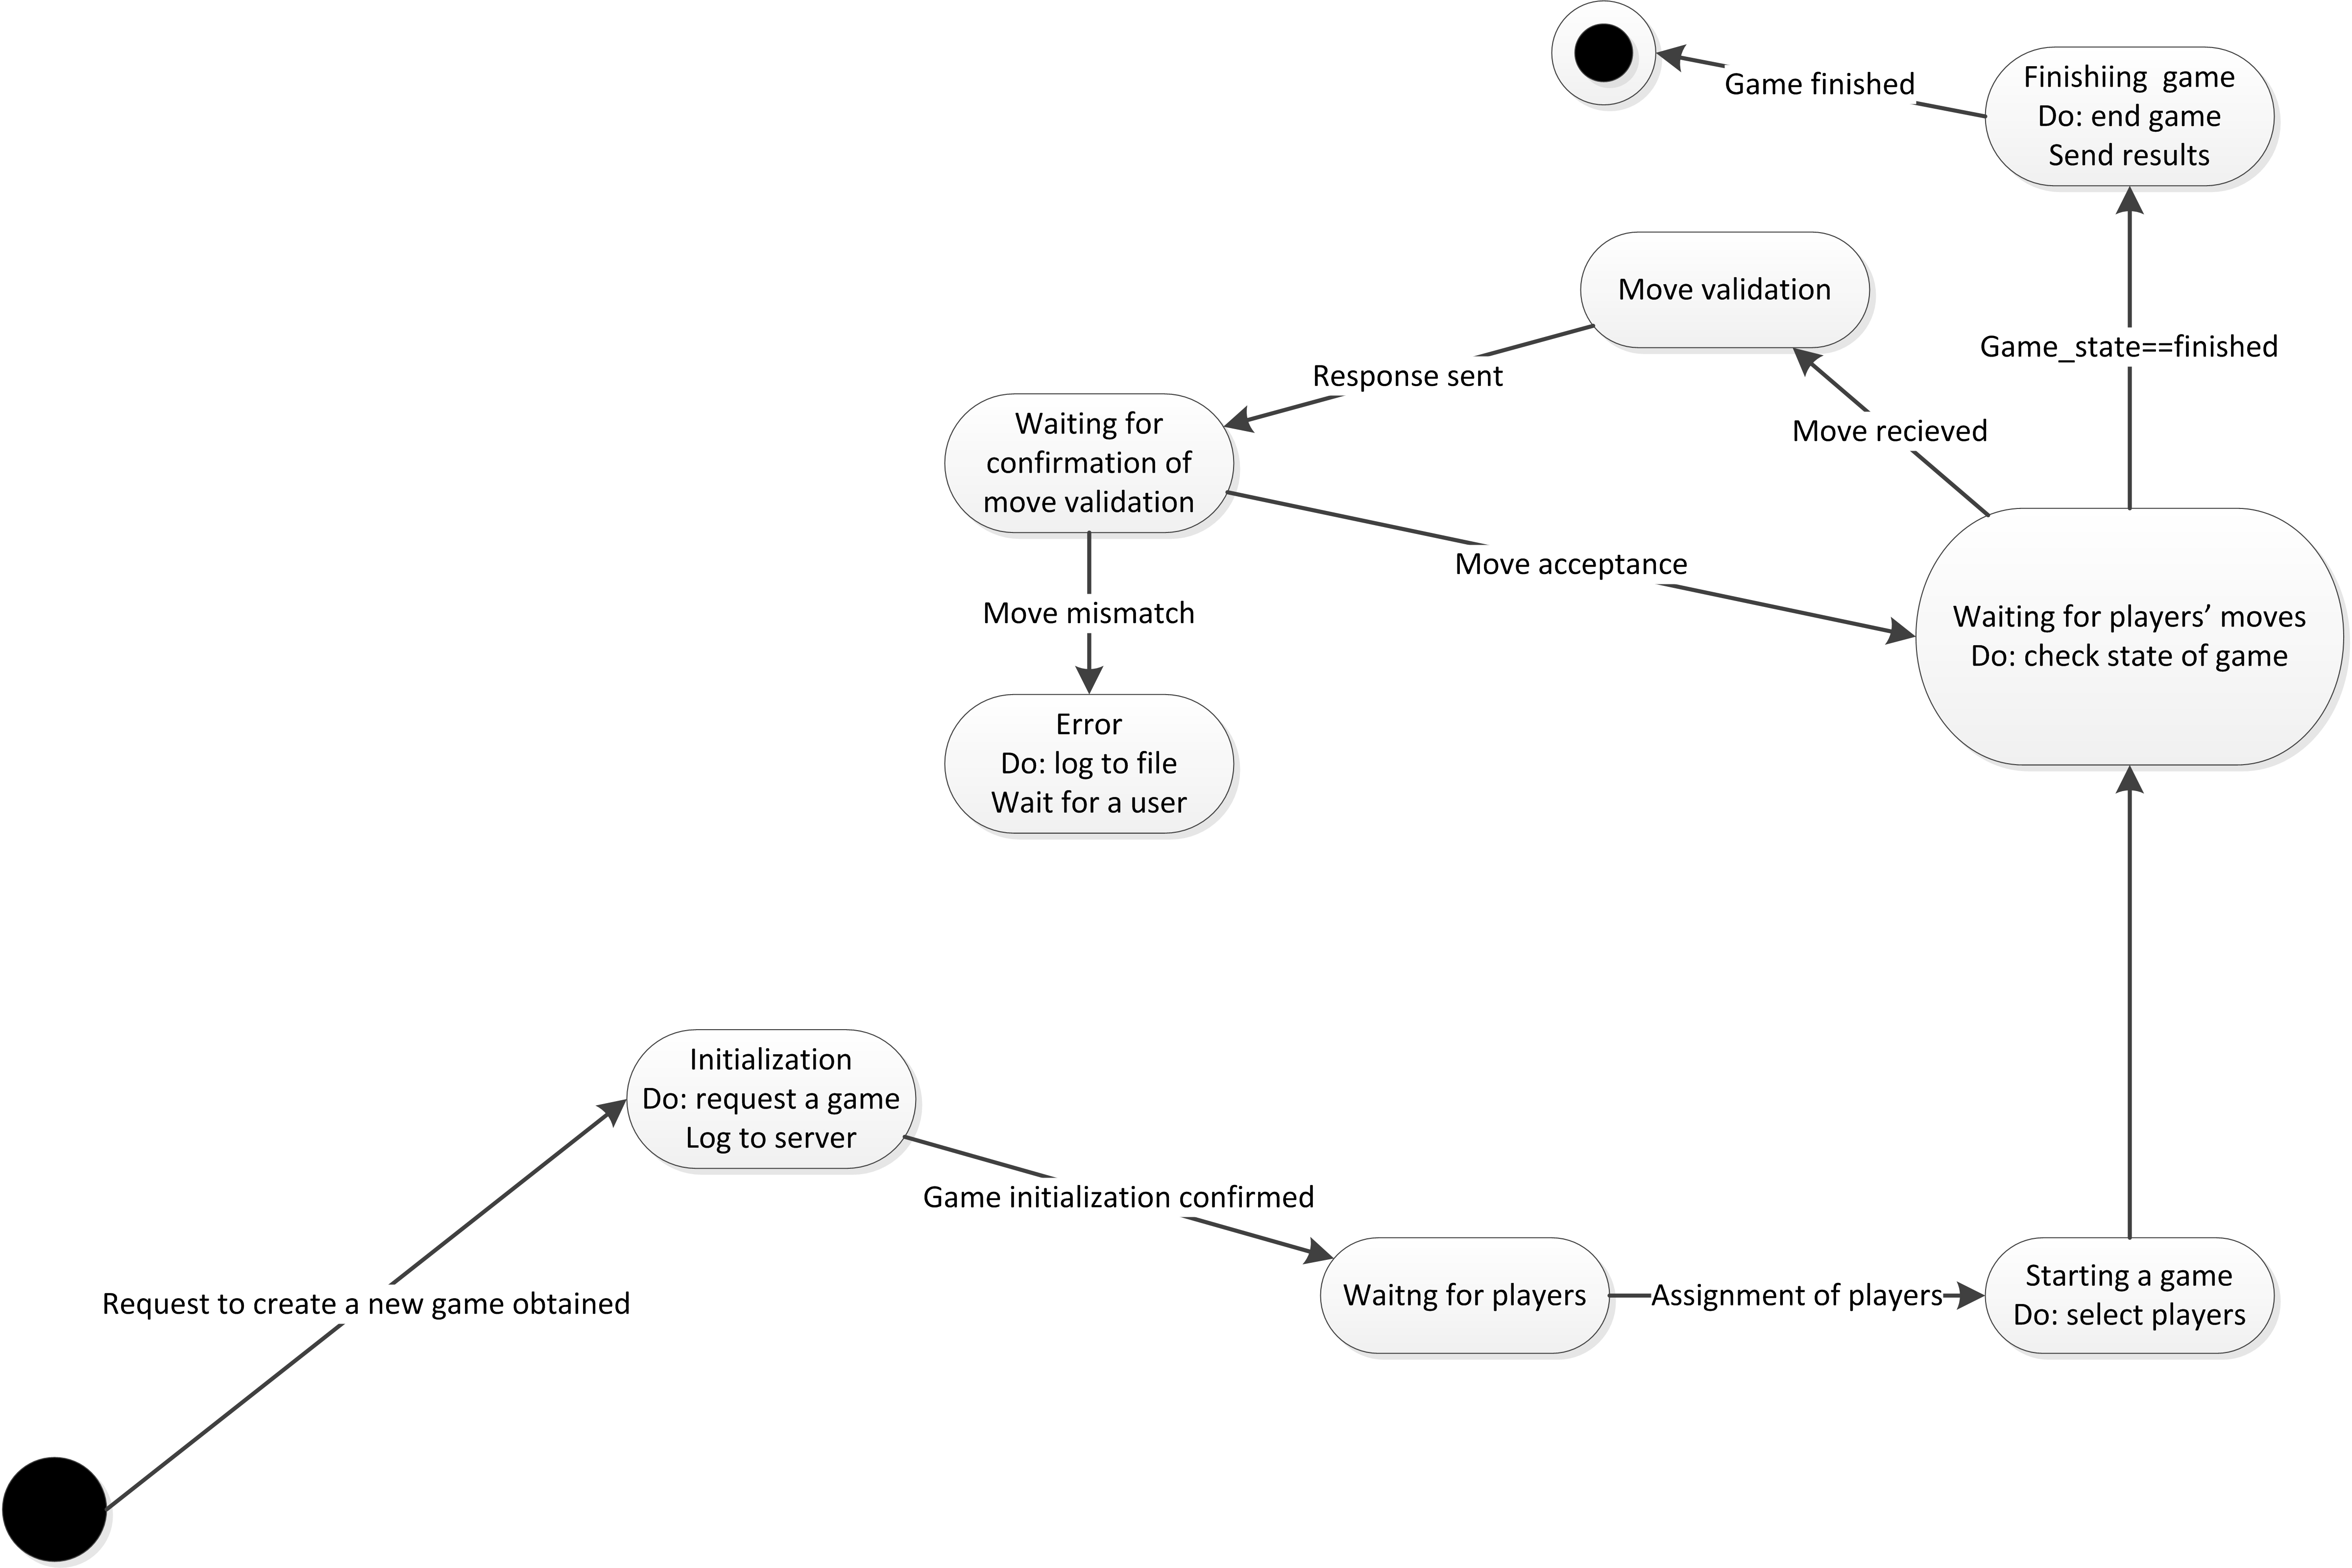 Game finished
Finishiing  game
Do: end game
Send results
Move validation
Game_state==finished
Response sent
Move recieved
Waiting for
confirmation of
move validation
Move acceptance
Move mismatch
Waiting for players’ moves
Do: check state of game
Error
Do: log to file
Wait for a user
Initialization
Do: request a game
Log to server
Game initialization confirmed
Request to create a new game obtained
Waitng for players
Assignment of players
Starting a game
Do: select players